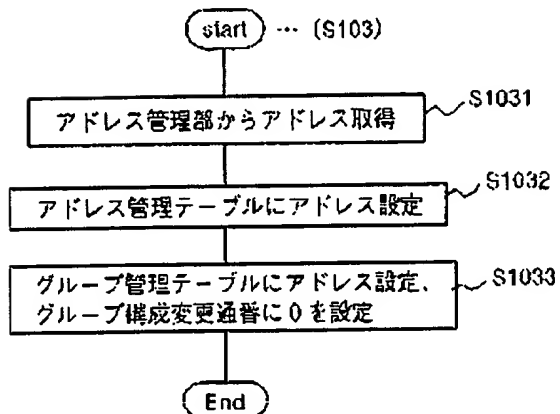 start … (S103)
アドレス管理部からアドレス取得
S1031
アドレス管理テーブルにアドレス設定
S1032
グループ管理テーブルにアドレス設定、
グループ構成変更通番に0を設定
S1033
End